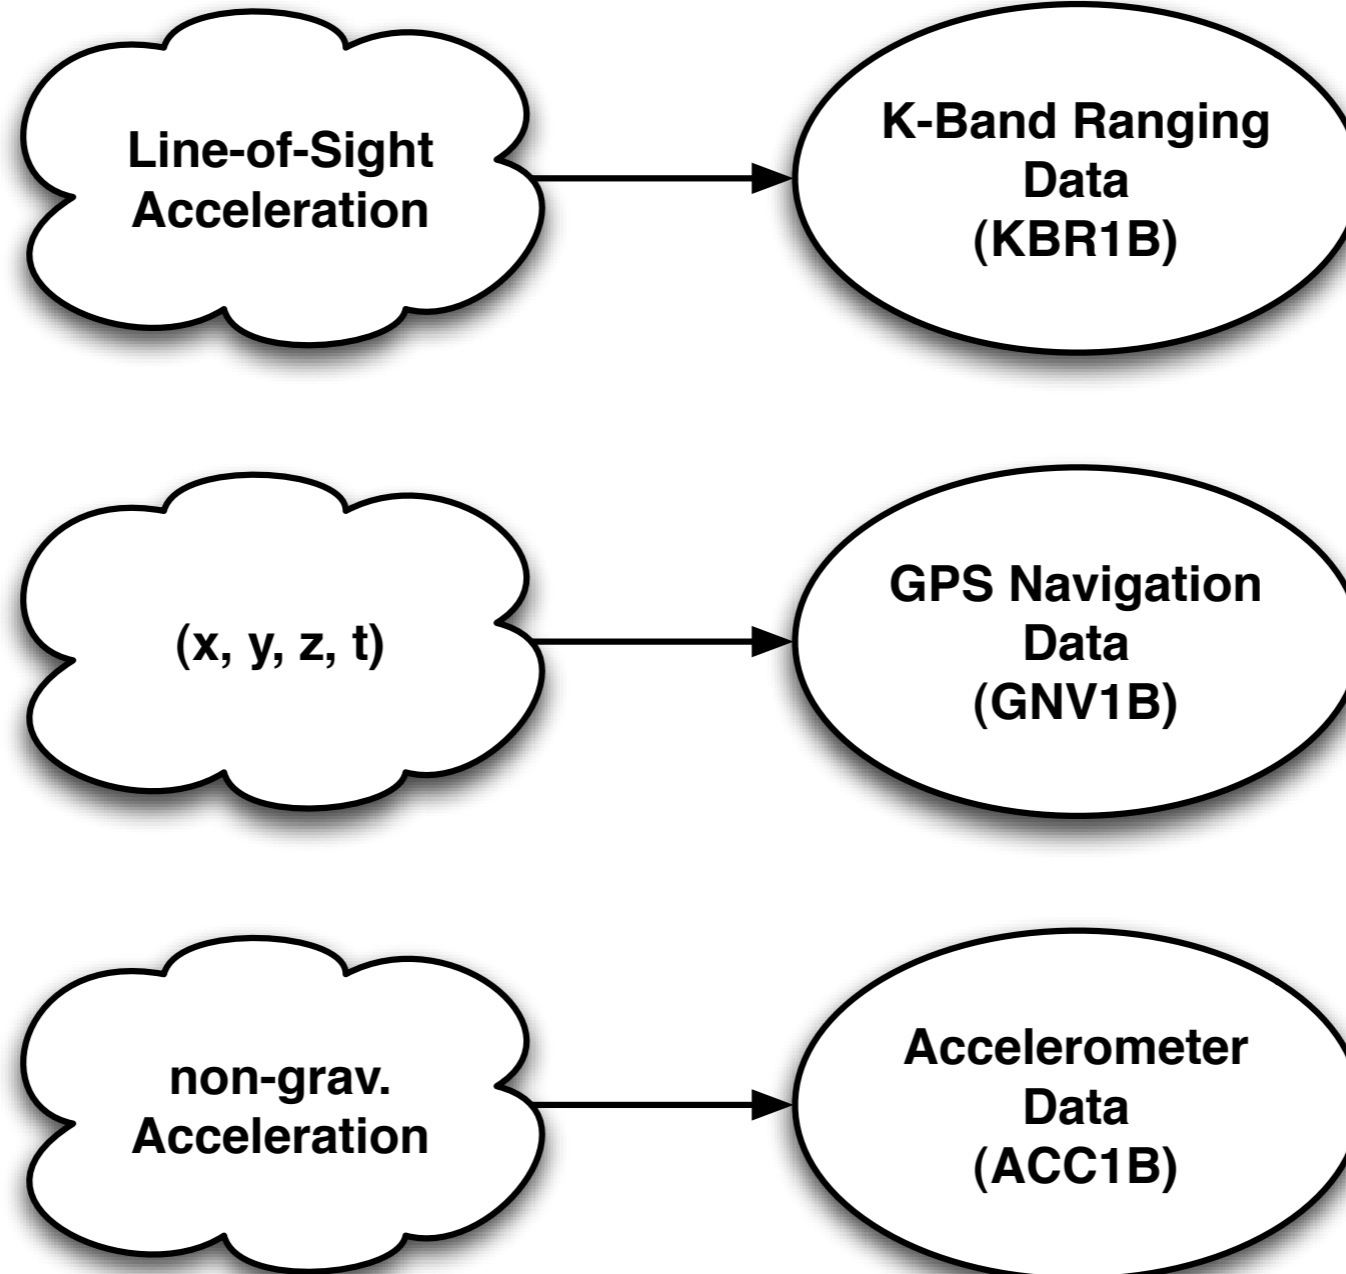 Line-of-Sight
Acceleration
K-Band Ranging
Data
(KBR1B)
(x, y, z, t)
GPS Navigation
Data
(GNV1B)
non-grav.
Acceleration
Accelerometer
Data
(ACC1B)